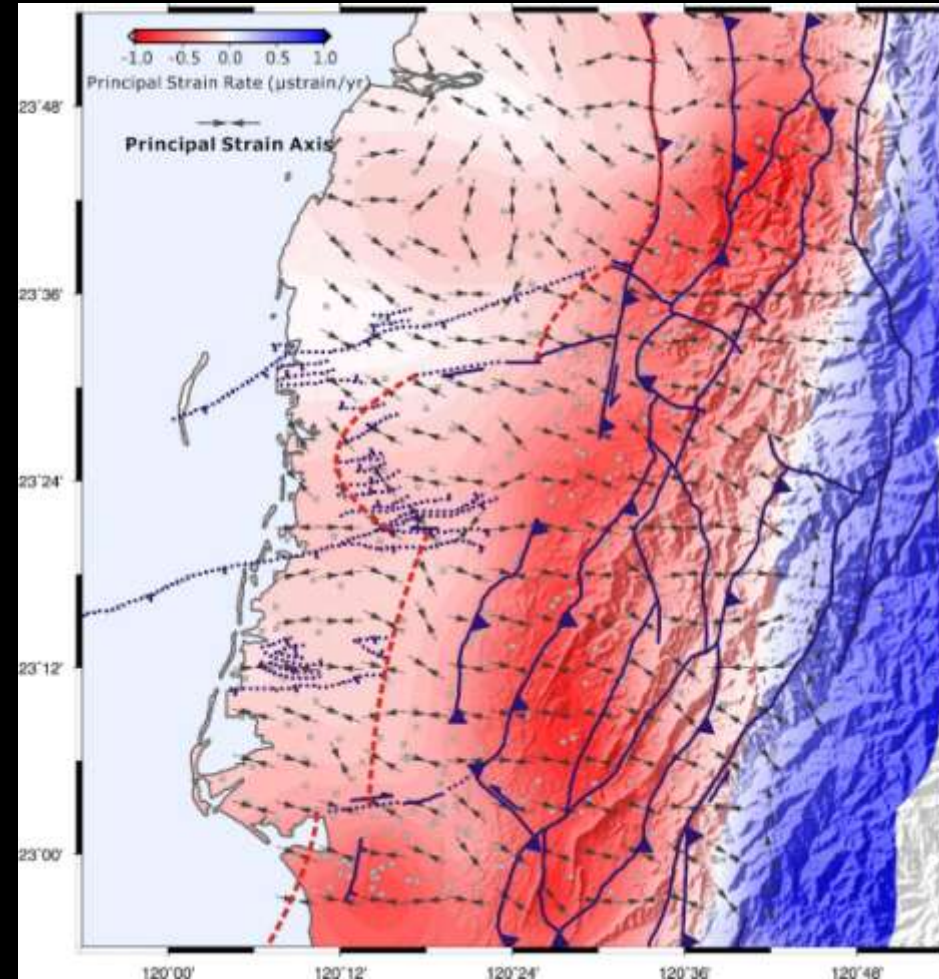 -1.0 -0.5 0.0 0.5 1.0
Principal Strain Rate (μstrain/yr)
Principal Strain Axis
23˚48'
23˚36'
23˚24'
23˚12'
23˚00'
120˚00' 120˚12' 120˚24' 120˚36' 120˚48'